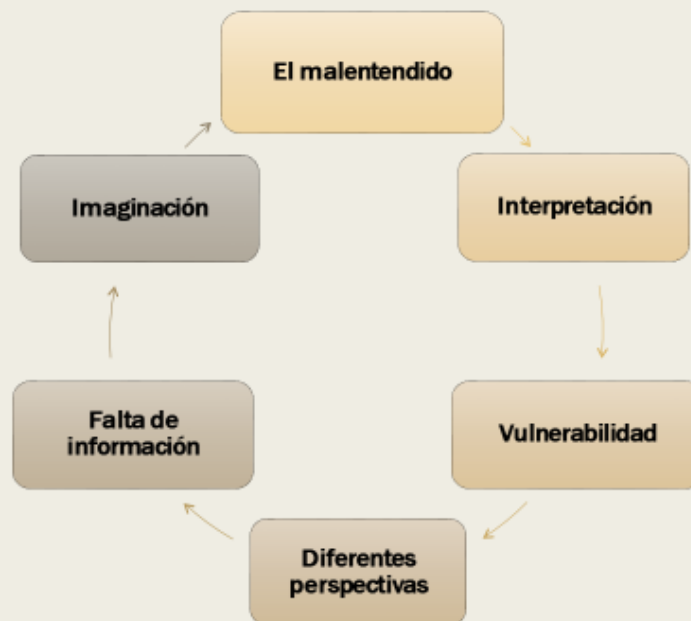 El malentendido
Interpretación
Vulnerabilidad
Diferentes
perspectivas
Falta de
información
Imaginación